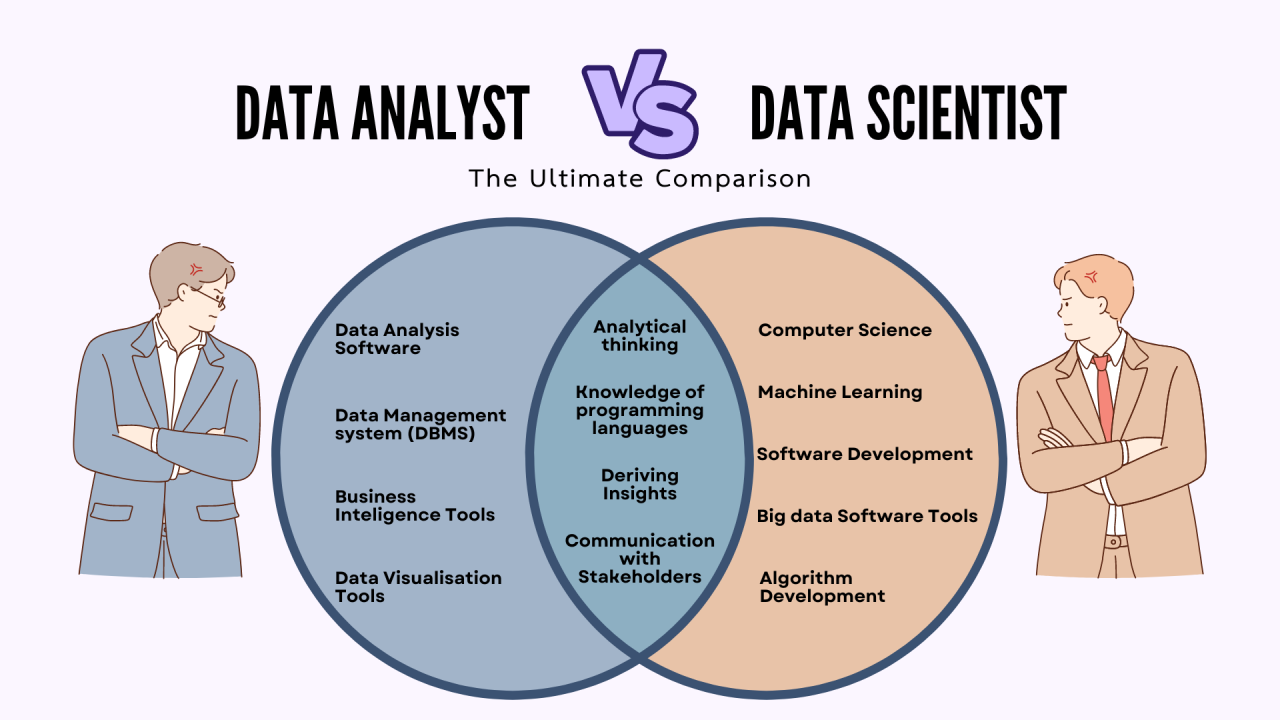 DATA ANALYST VS DATA SCIENTIST
The Ultimate Comparison
Data Analysis
Software
Data Management
system (DBMS)
Business
Inteligence Tools
Data Visualisation
Tools
Analytical
thinking
Knowledge of
programming
languages
Deriving
Insights
Communication
with
Stakeholders
Computer Science
Machine Learning
Software Development
Big data Software Tools
Algorithm
Development